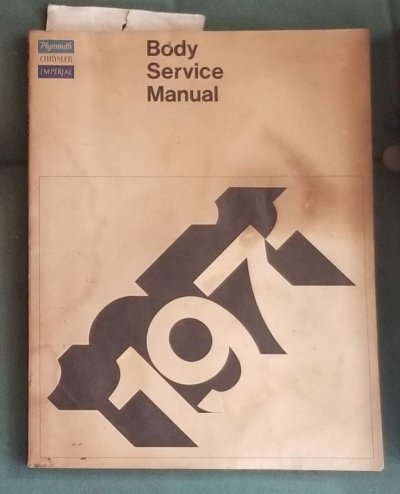 Plymouth
CHRYSLER
IMPERIAL
Body
Service
Manual
197